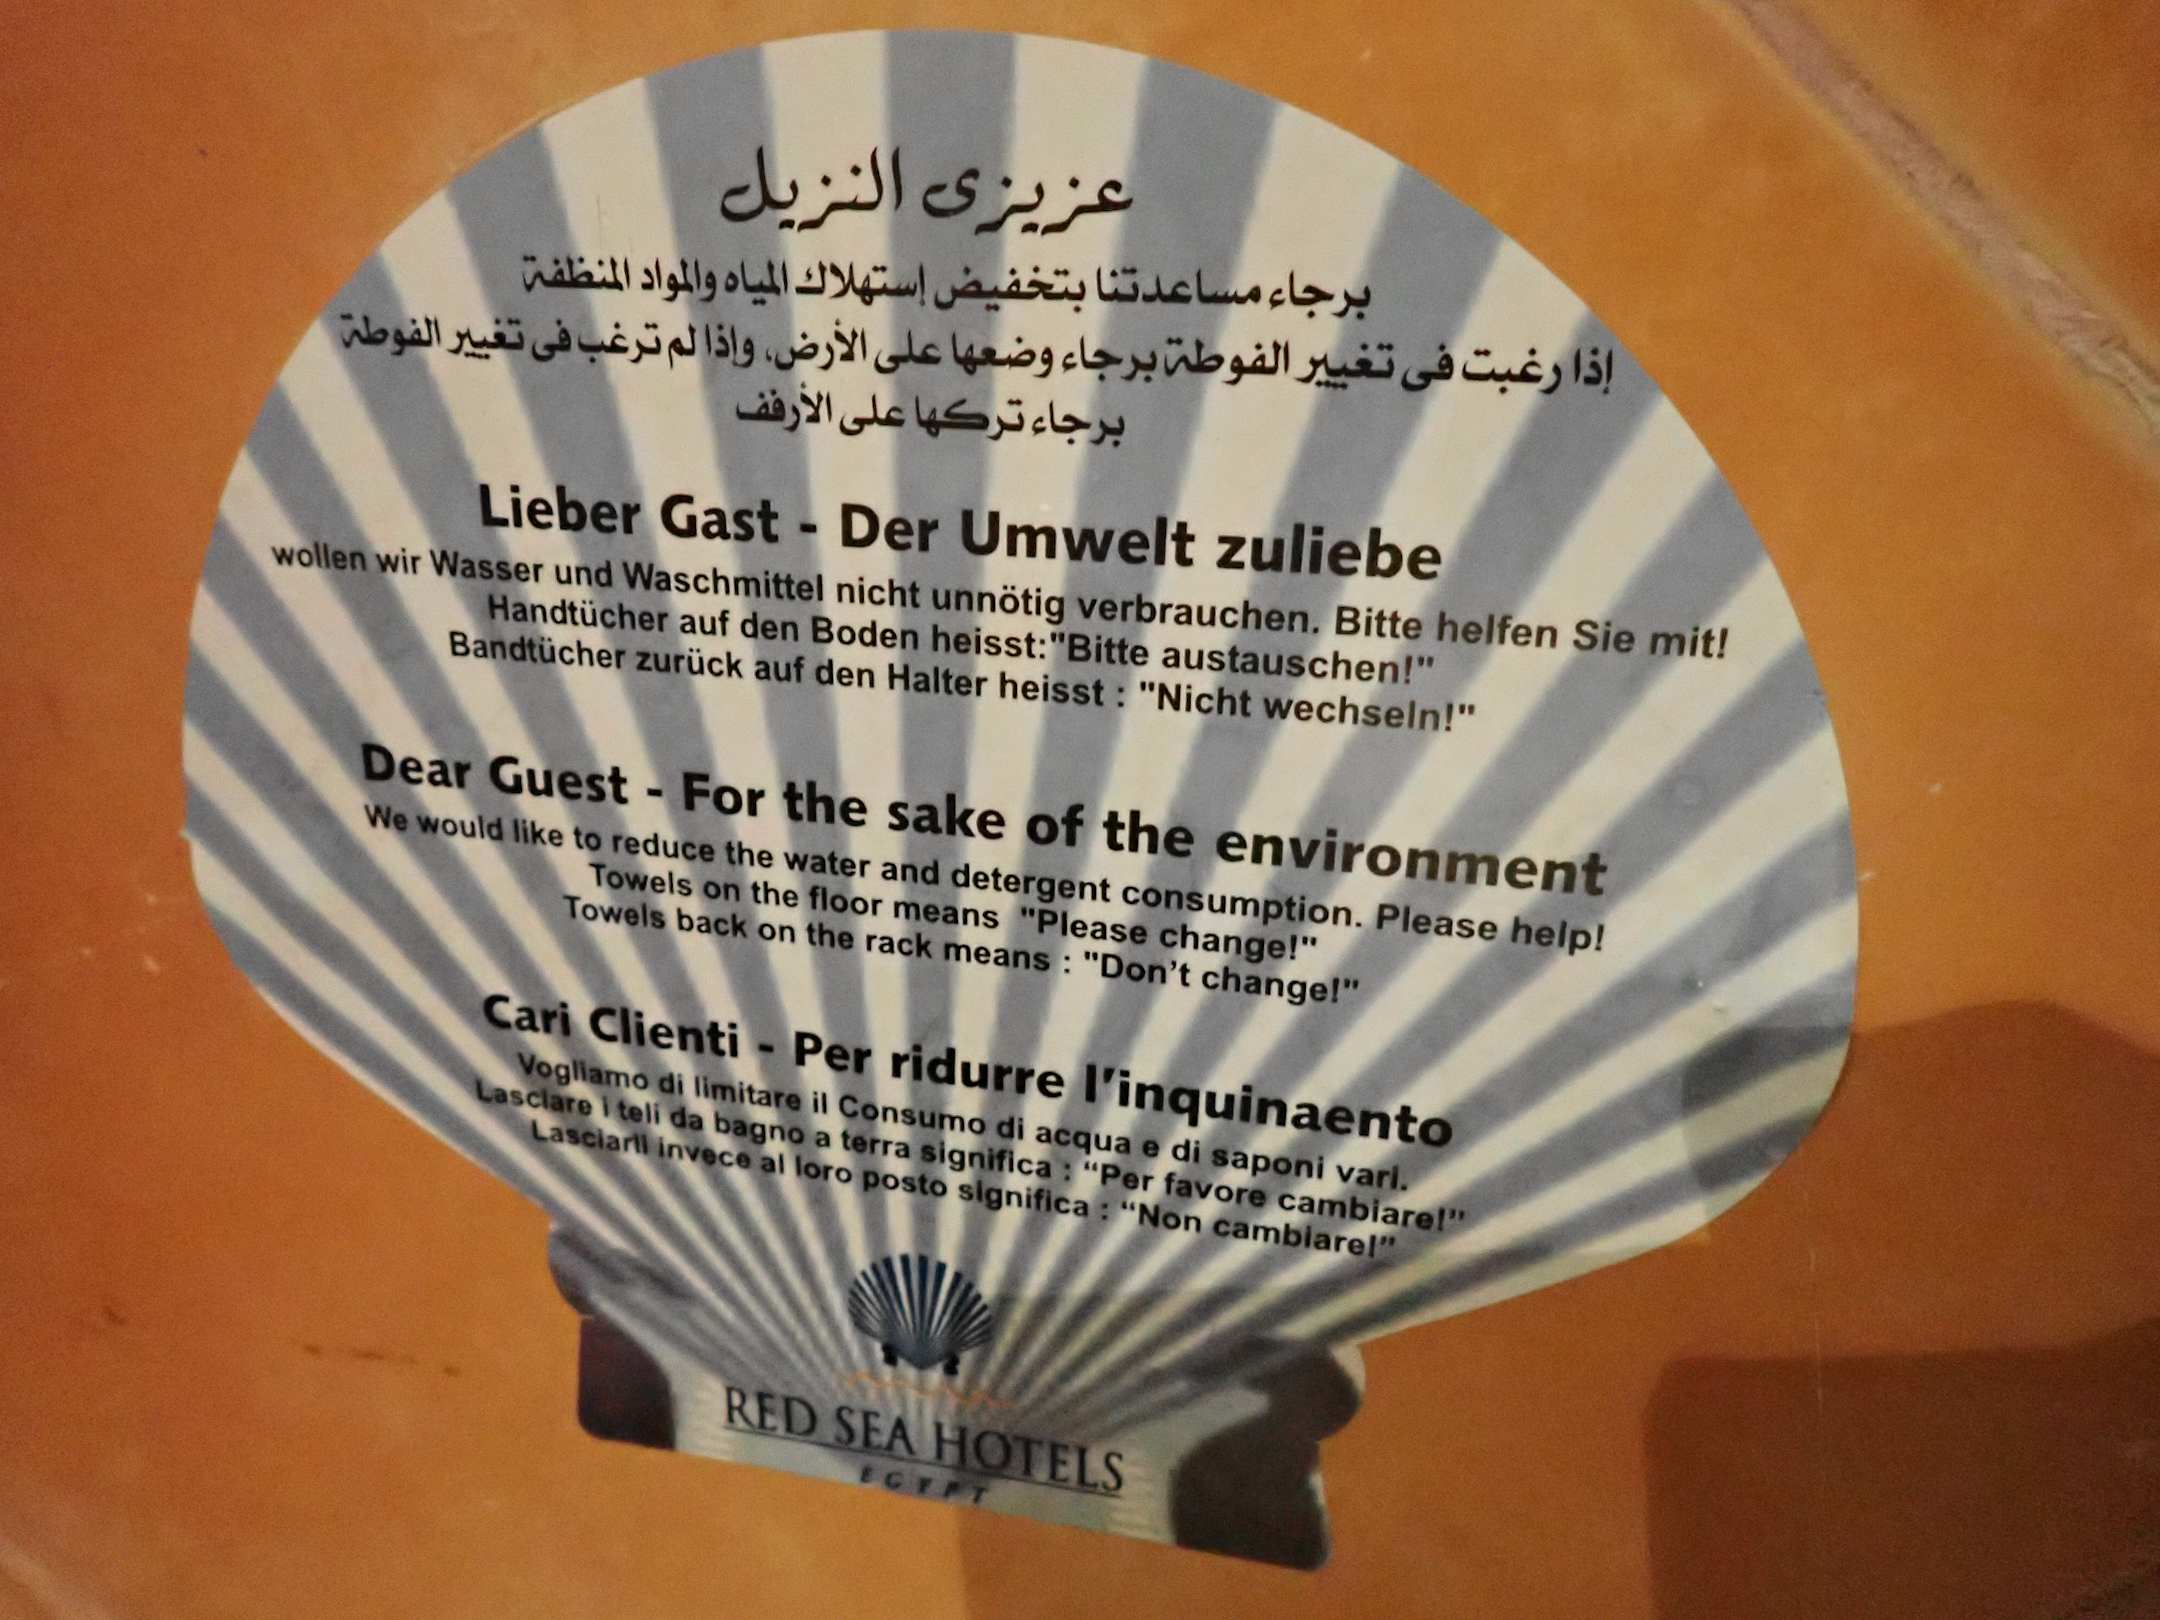 عزيزى النزيل
برجاء مساعدتنا بتخفيض إستهلاك المياه والمواد المنظفة
إذا رغبت فى تغيير الفوطة برجاء وضعها على الأرض، وإذا لم ترغب فى تغيير الفوطة
برجاء تركها على الأرفف
Lieber Gast - Der Umwelt zuliebe
wollen wir Wasser und Waschmittel nicht unnötig verbrauchen. Bitte helfen Sie mit!
Handtücher auf den Boden heisst:"Bitte austauschen!"
Bandtücher zurück auf den Halter heisst : "Nicht wechseln!"
Dear Guest - For the sake of the environment
We would like to reduce the water and detergent consumption. Please help!
Towels on the floor means "Please change!"
Towels back on the rack means : "Don't change!"
Cari Clienti - Per ridurre l'inquinaento
Vogliamo di limitare il Consumo di acqua e di saponi vari.
Lasciare i teli da bagno a terra significa : “Per favore cambiare!”
Lasciarli invece al loro posto significa : “Non cambiare!”
RED SEA HOTELS
EGYPT